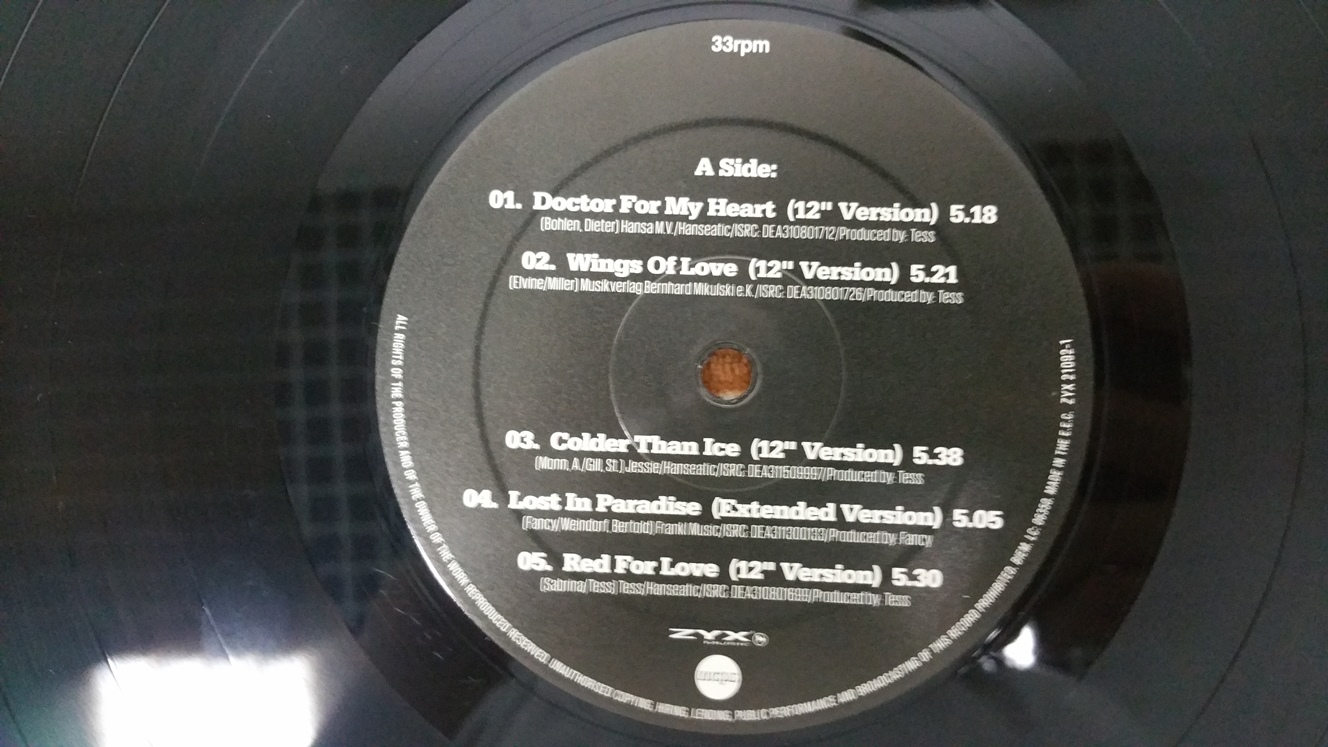 33rpm
A Side:
01. Doctor For My Heart (12" Version) 5.18
(Bohlen, Dieter) Hansa M.V./Hanseatic/ISRC: DEA310801712/Produced by: Tess
02. Wings Of Love (12" Version) 5.21
(Elvine/Miller) Musikverlag Bernhard Mikulski e.K./ISRC: DEA310801726/Produced by: Tess
03. Colder Than Ice (12" Version) 5.38
(Monn, A./Gill, St.) Jessie/Hanseatic/ISRC: DEA311509997/Produced by: Tess
04. Lost In Paradise (Extended Version) 5.05
(Fancy/Weindorf, Bertold) Frankl Music/ISRC: DEA311300133/Produced by: Fancy
05. Red For Love (12" Version) 5.30
(Sabrina/Tess) Tess/Hanseatic/ISRC: DEA310801699/Produced by: Tess
ZYX
ALL RIGHTS OF THE PRODUCER AND OF THE OWNER OF THE WORK REPRODUCED RESERVED. UNAUTHORISED COPYING, HIRING, LENDING, PUBLIC PERFORMANCE AND BROADCASTING OF THIS RECORD PROHIBITED. BIEM. LC: 06350. MADE IN THE E.E.C. ZYX 21092-1